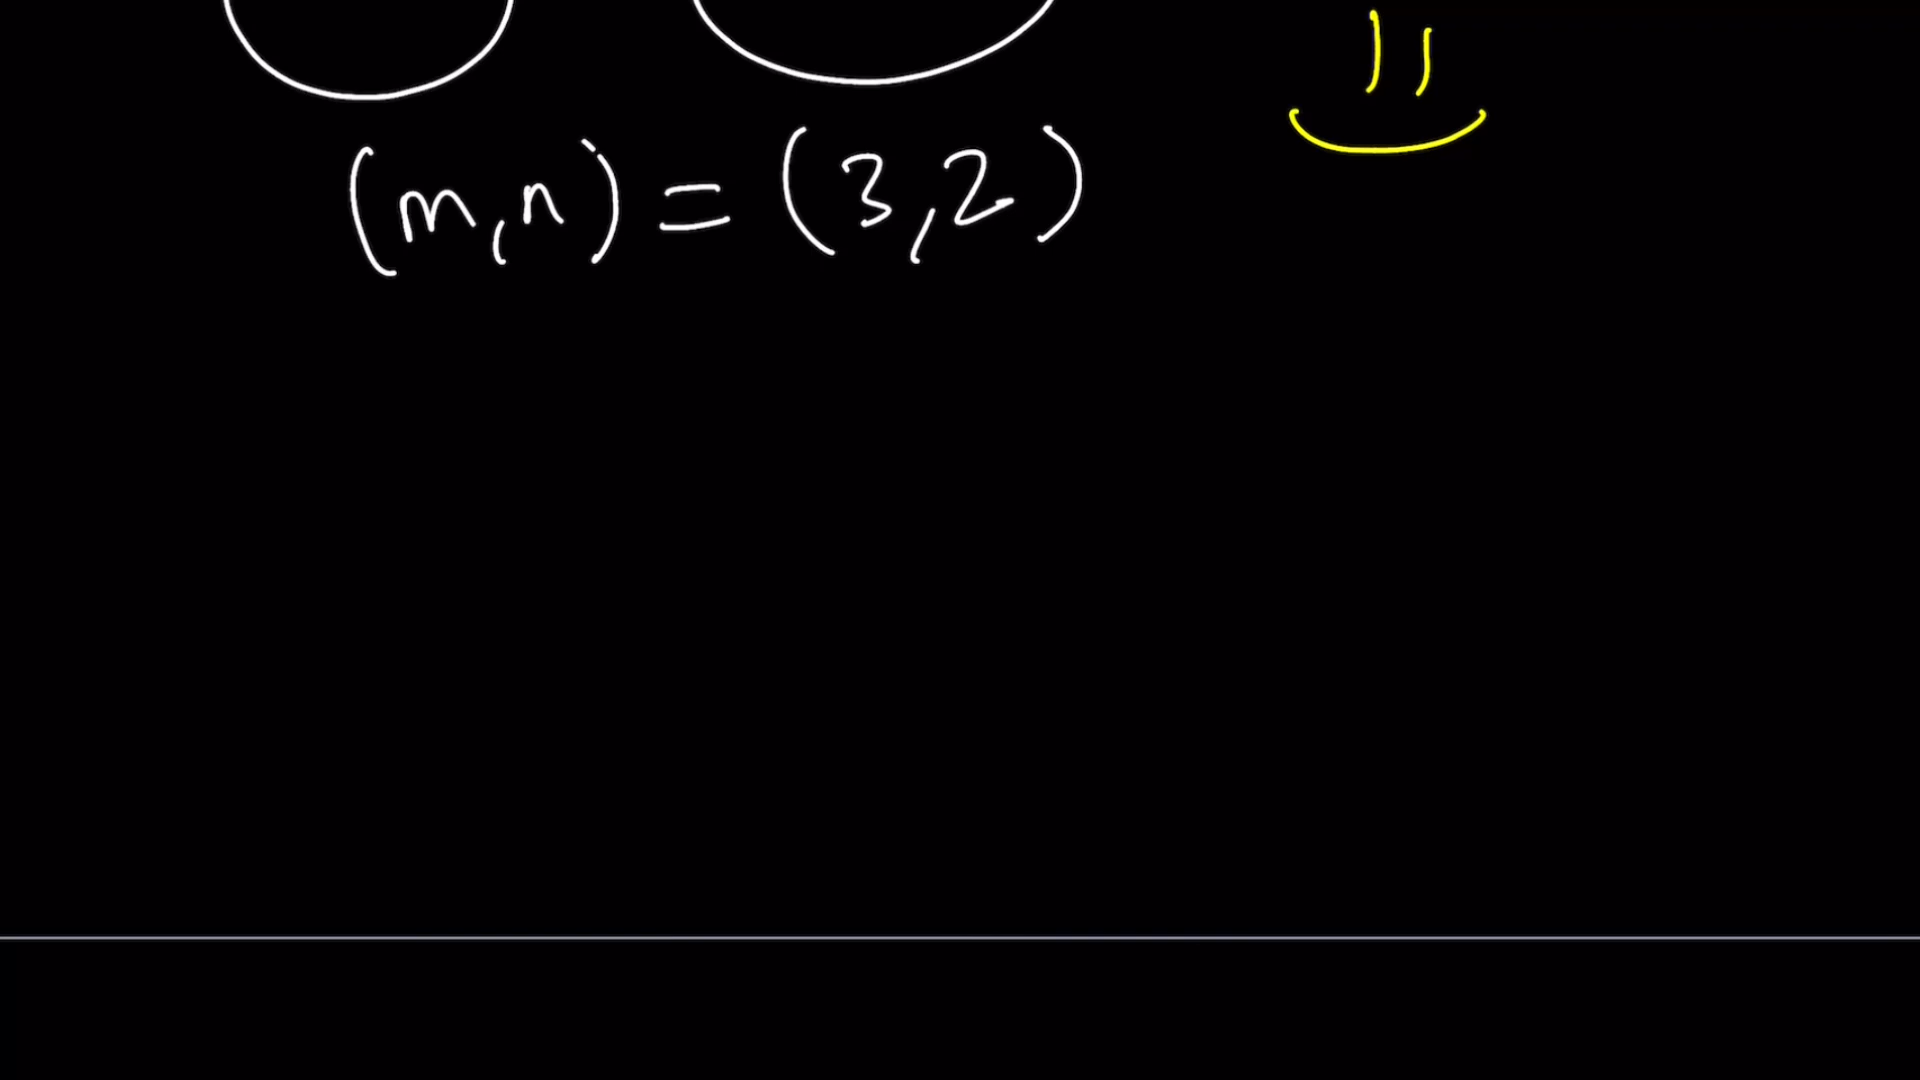 (m,n) = (3,2)